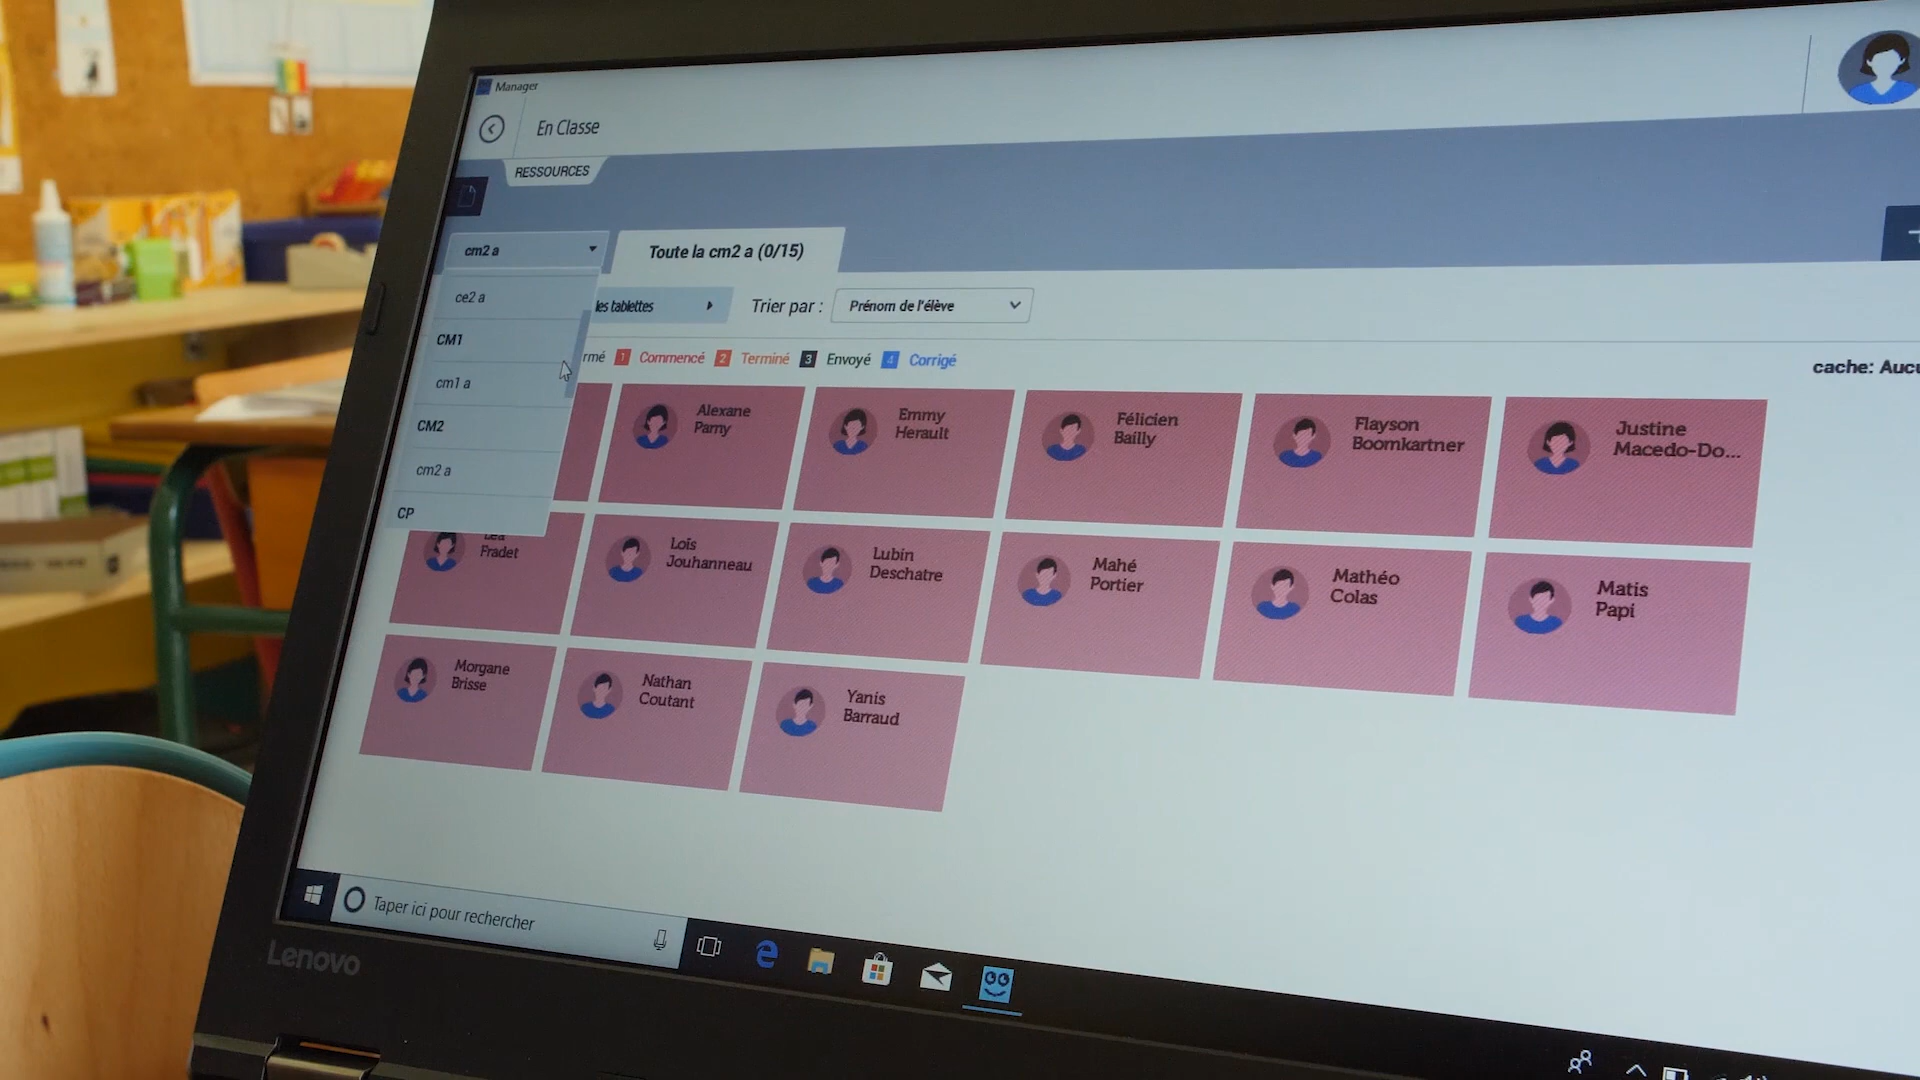 Manager
En Classe
RESSOURCES
cm2 a
Toute la cm2 a (0/15)
ce2 a
les tablettes
Trier par :
Prénom de l'élève
CM1
rmé
1 Commencé
2 Terminé
3 Envoyé
4 Corrigé
cache: Aucu
cm1 a
CM2
cm2 a
CP
Alexane
Parny
Emmy
Herault
Félicien
Bailly
Flayson
Boomkartner
Justine
Macedo-Do...
Léa
Fradet
Loïs
Jouhanneau
Lubin
Deschatre
Mahé
Portier
Mathéo
Colas
Matis
Papi
Morgane
Brisse
Nathan
Coutant
Yanis
Barraud
Taper ici pour rechercher
Lenovo